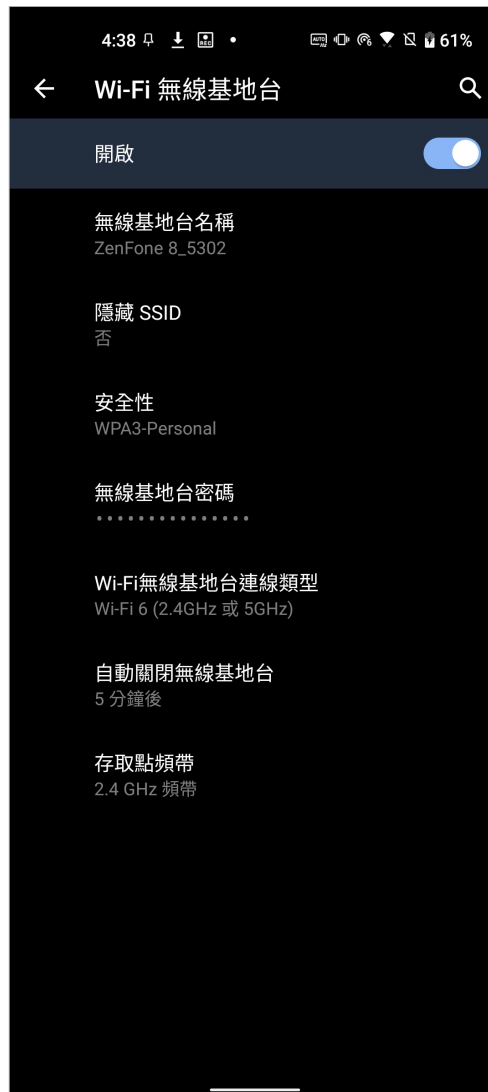 4:38 61%
Wi-Fi 無線基地台
開啟
無線基地台名稱
ZenFone 8_5302
隱藏 SSID
否
安全性
WPA3-Personal
無線基地台密碼
•••••••••••••••
Wi-Fi無線基地台連線類型
Wi-Fi 6 (2.4GHz 或 5GHz)
自動關閉無線基地台
5 分鐘後
存取點頻帶
2.4 GHz 頻帶